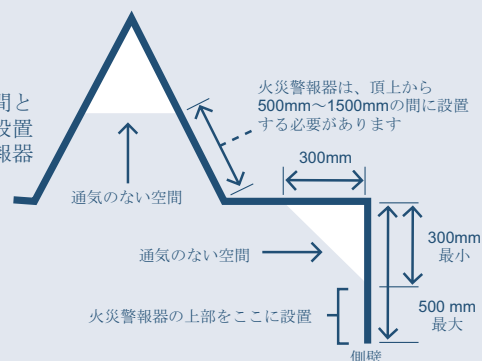 間と
設置
報器
火災警報器は、頂上から
500mm～1500mmの間に設置
する必要があります
通気のない空間
300mm
通気のない空間
300mm
最小
500 mm
最大
火災警報器の上部をここに設置
側壁